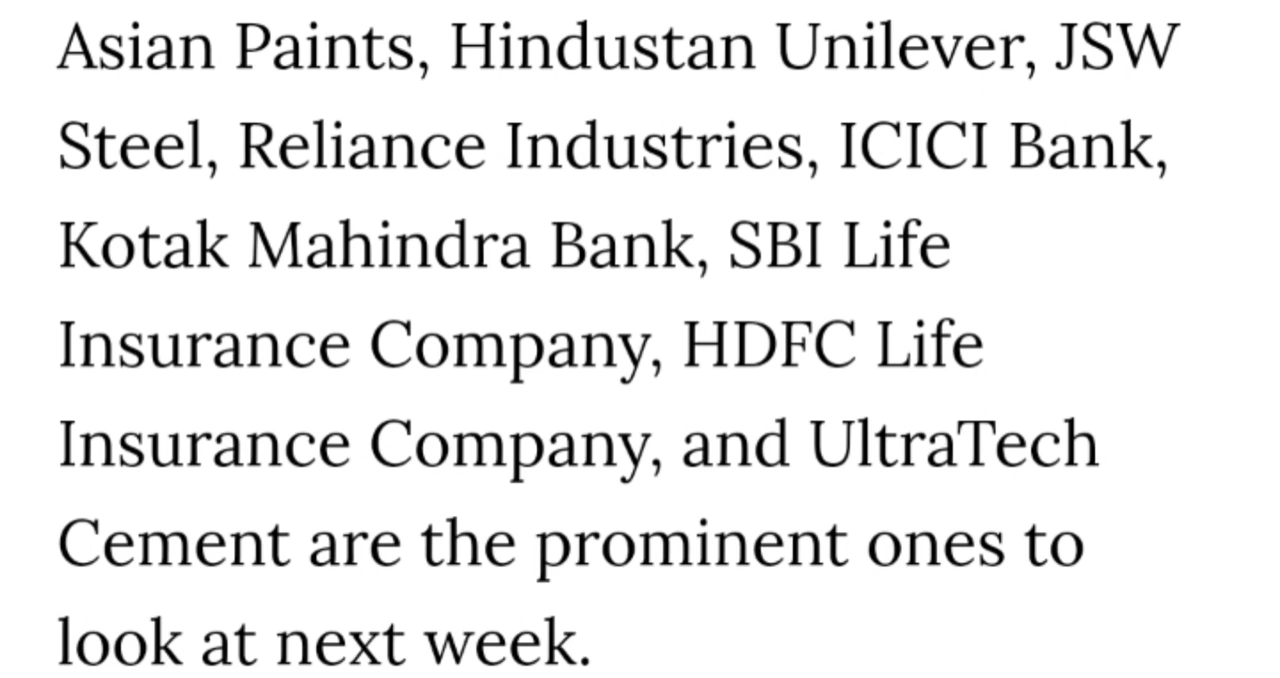 Asian Paints, Hindustan Unilever, JSW
Steel, Reliance Industries, ICICI Bank,
Kotak Mahindra Bank, SBI Life
Insurance Company, HDFC Life
Insurance Company, and UltraTech
Cement are the prominent ones to
look at next week.